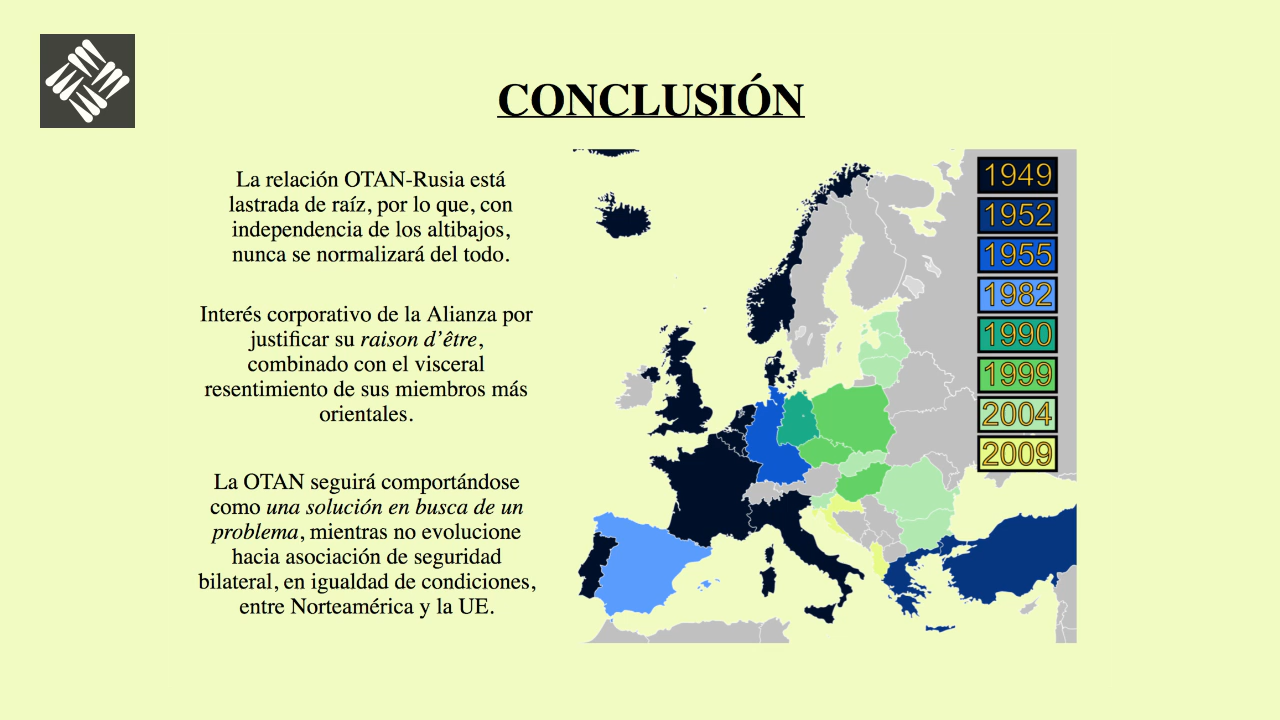 CONCLUSIÓN
La relación OTAN-Rusia está
lastrada de raíz, por lo que, con
independencia de los altibajos,
nunca se normalizará del todo.
Interés corporativo de la Alianza por
justificar su raison d’être,
combinado con el visceral
resentimiento de sus miembros más
orientales.
La OTAN seguirá comportándose
como una solución en busca de un
problema, mientras no evolucione
hacia asociación de seguridad
bilateral, en igualdad de condiciones,
entre Norteamérica y la UE.
1949
1952
1955
1982
1990
1999
2004
2009